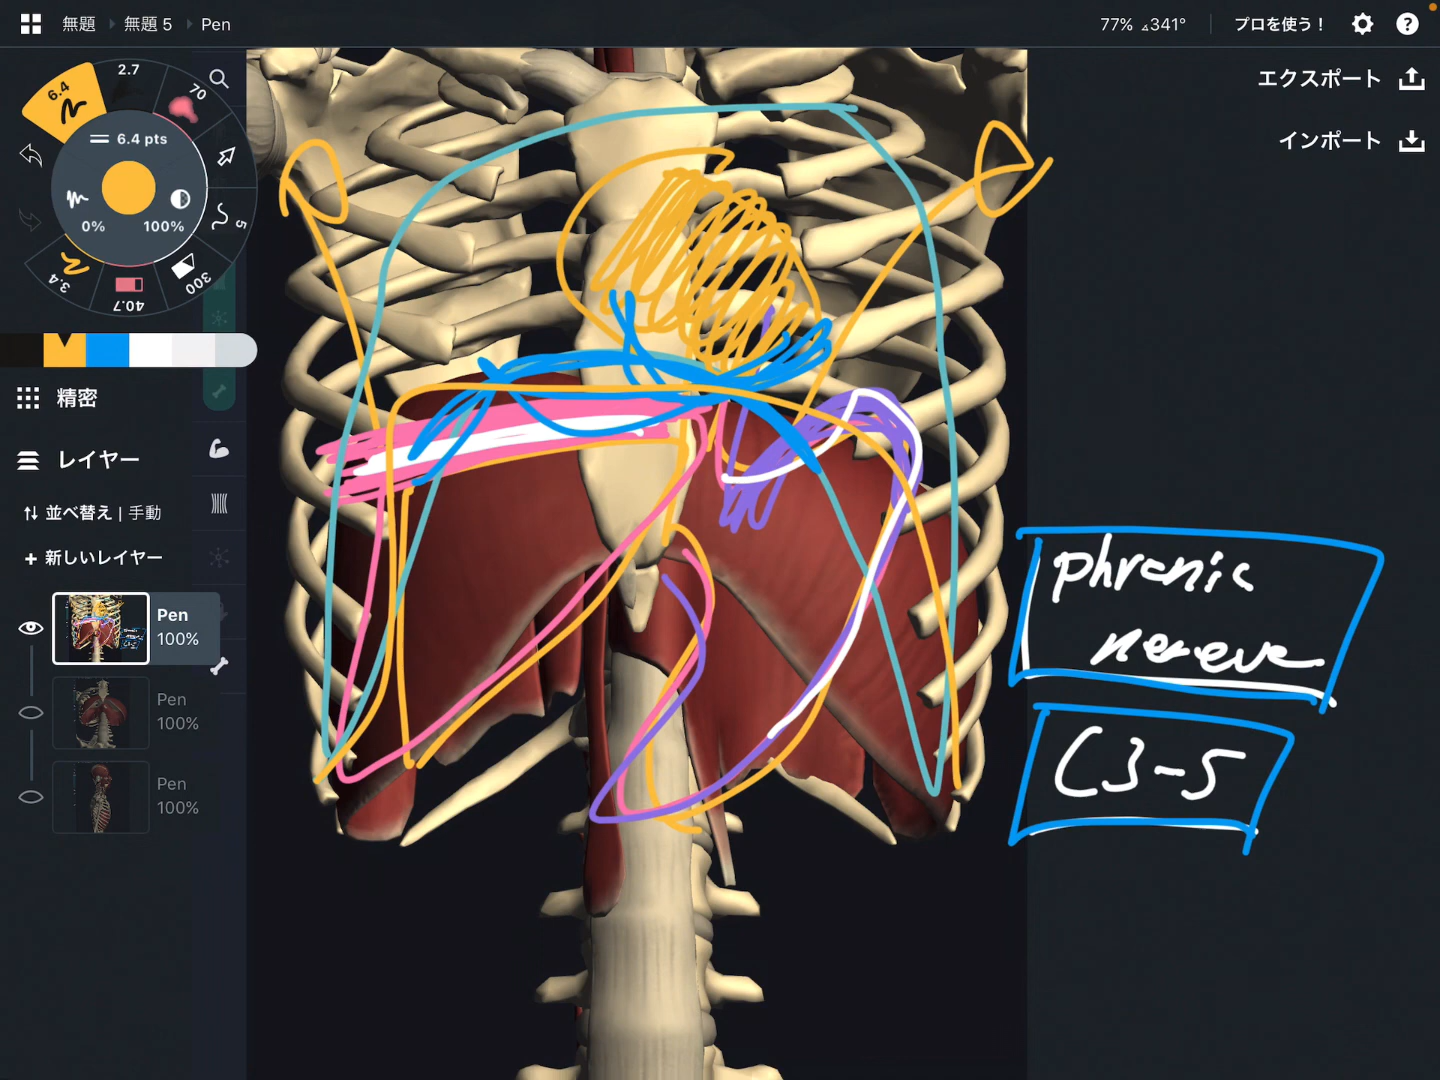 無題 無題 5 Pen
77% ⊿341° プロを使う！
エクスポート
インポート
2.7
6.4
70
6.4 pts
0% 100%
5
3.4
40.7
300
精密
レイヤー
並べ替え | 手動
+ 新しいレイヤー
Pen
100%
Pen
100%
Pen
100%
phrenic
nereve
C3-5